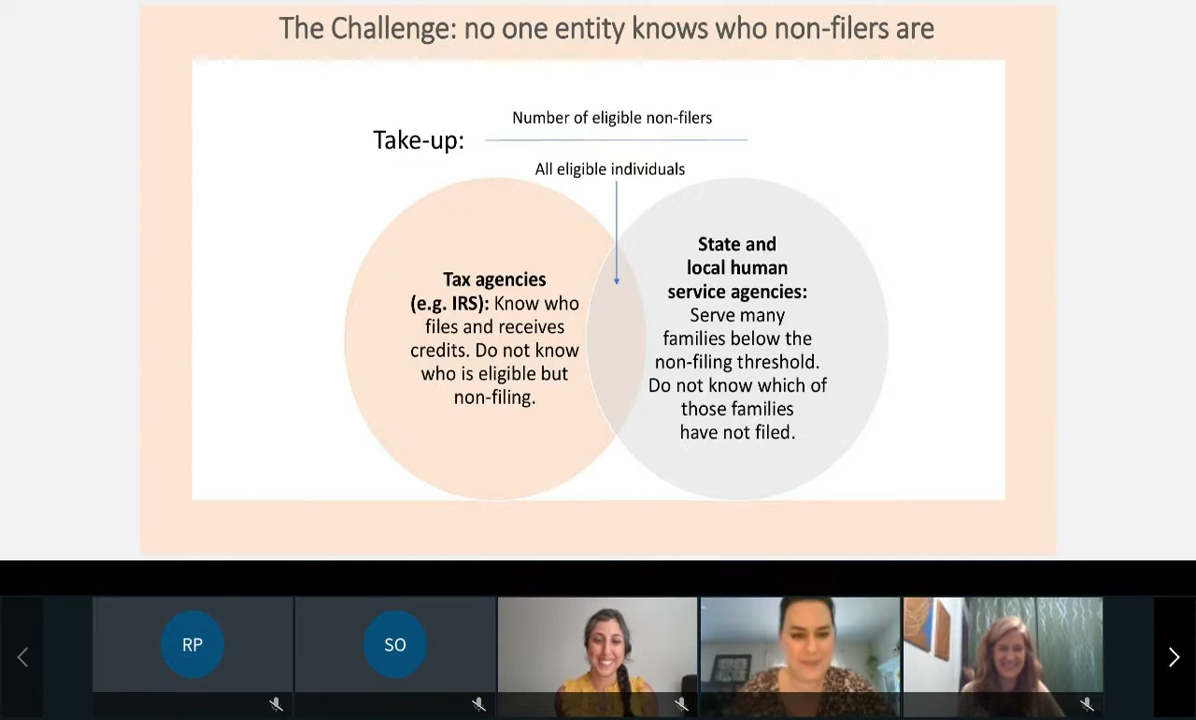 The Challenge: no one entity knows who non-filers are
Take-up:
Number of eligible non-filers
All eligible individuals
Tax agencies
(e.g. IRS): Know who
files and receives
credits. Do not know
who is eligible but
non-filing.
State and
local human
service agencies:
Serve many
families below the
non-filing threshold.
Do not know which of
those families
have not filed.
RP
SO